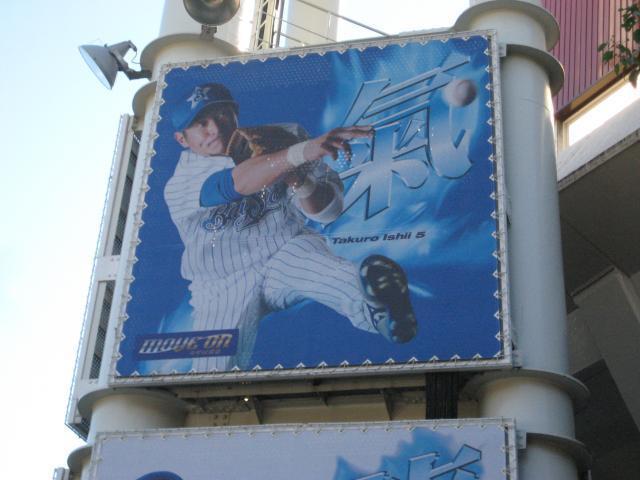 氣
Takuro Ishii 5
MOVE ON